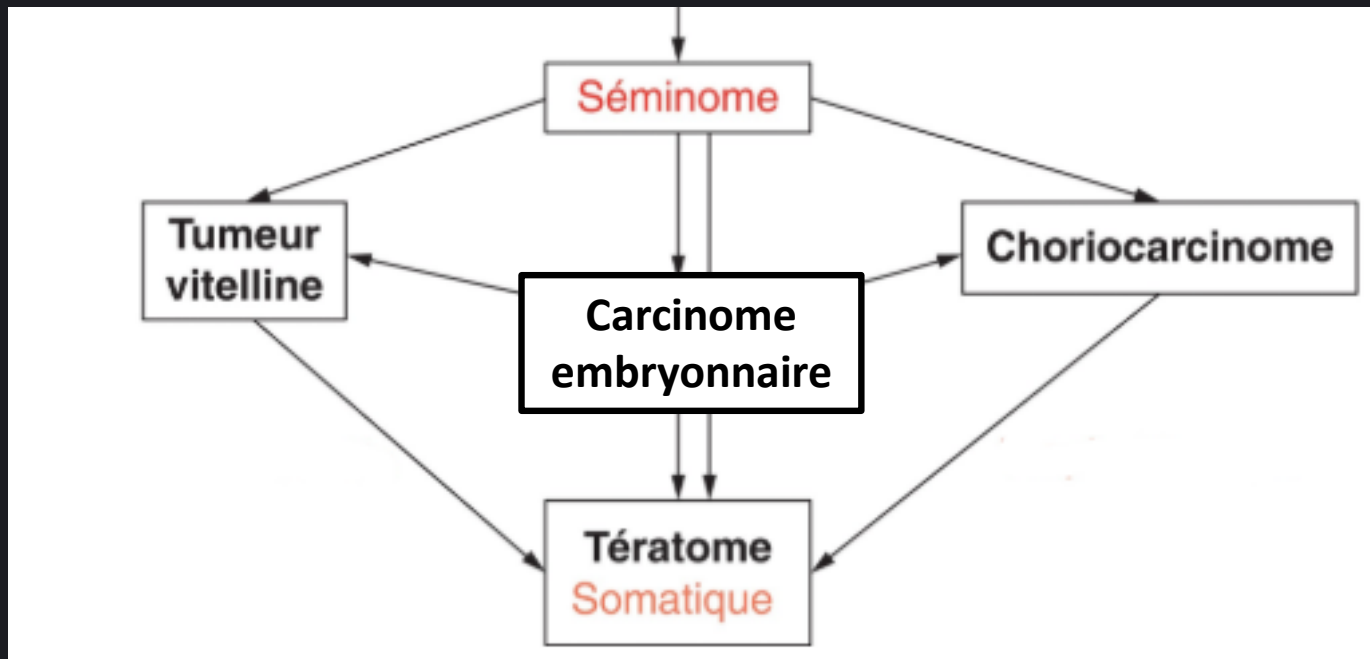 Séminome
Tumeur
vitelline
Choriocarcinome
Carcinome
embryonnaire
Tératome
Somatique